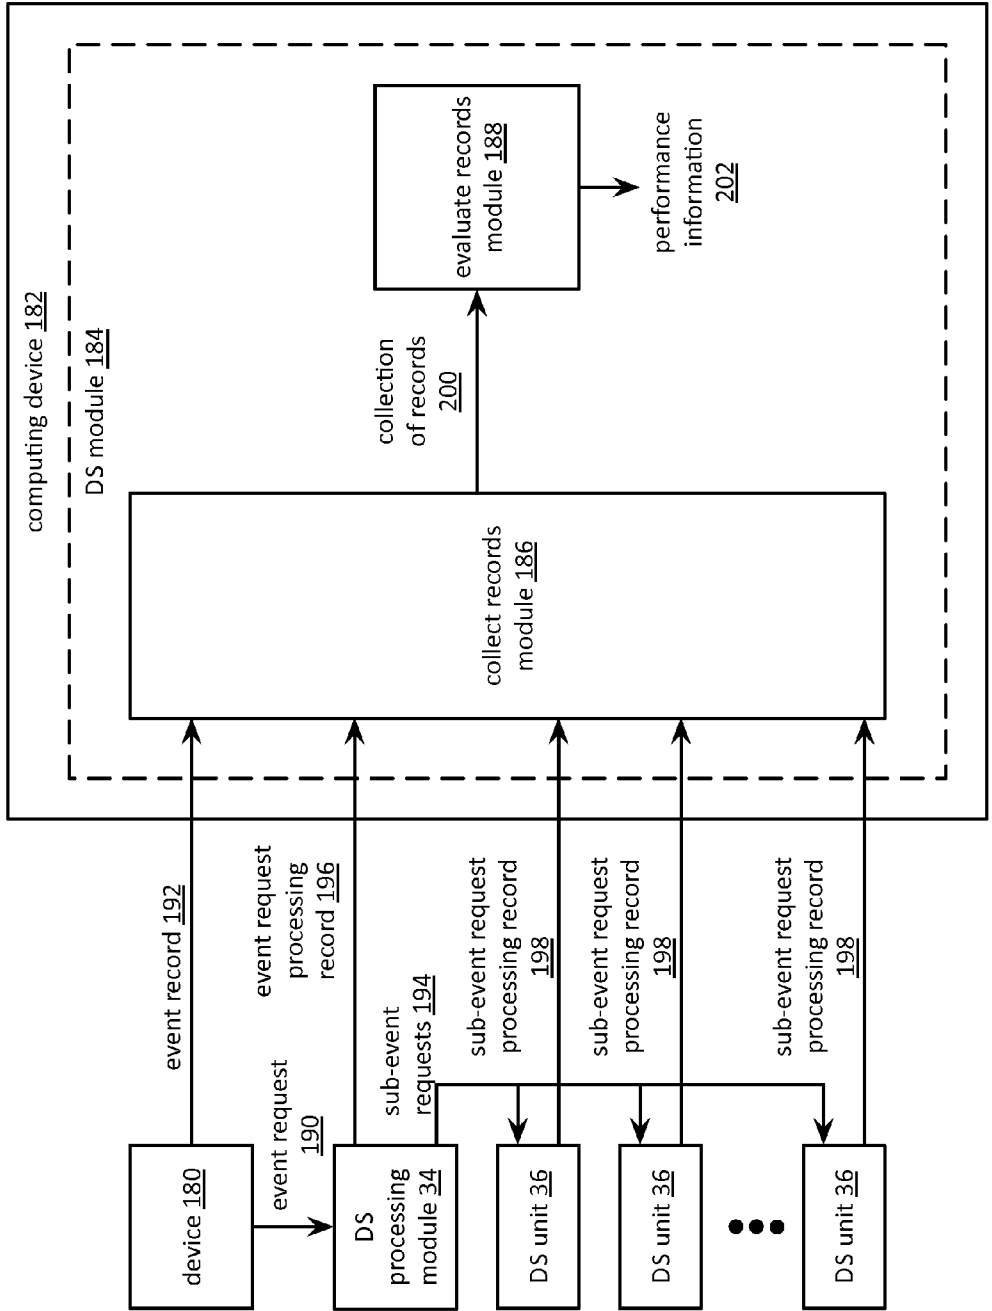 computing device 182
DS module 184
device 180
event record 192
event request
190
DS
processing
module 34
event request
processing
record 196
sub-event
requests 194
collect records
module 186
collection
of records
200
evaluate records
module 188
performance
information
202
DS unit 36
sub-event request
processing record
198
DS unit 36
sub-event request
processing record
198
DS unit 36
sub-event request
processing record
198